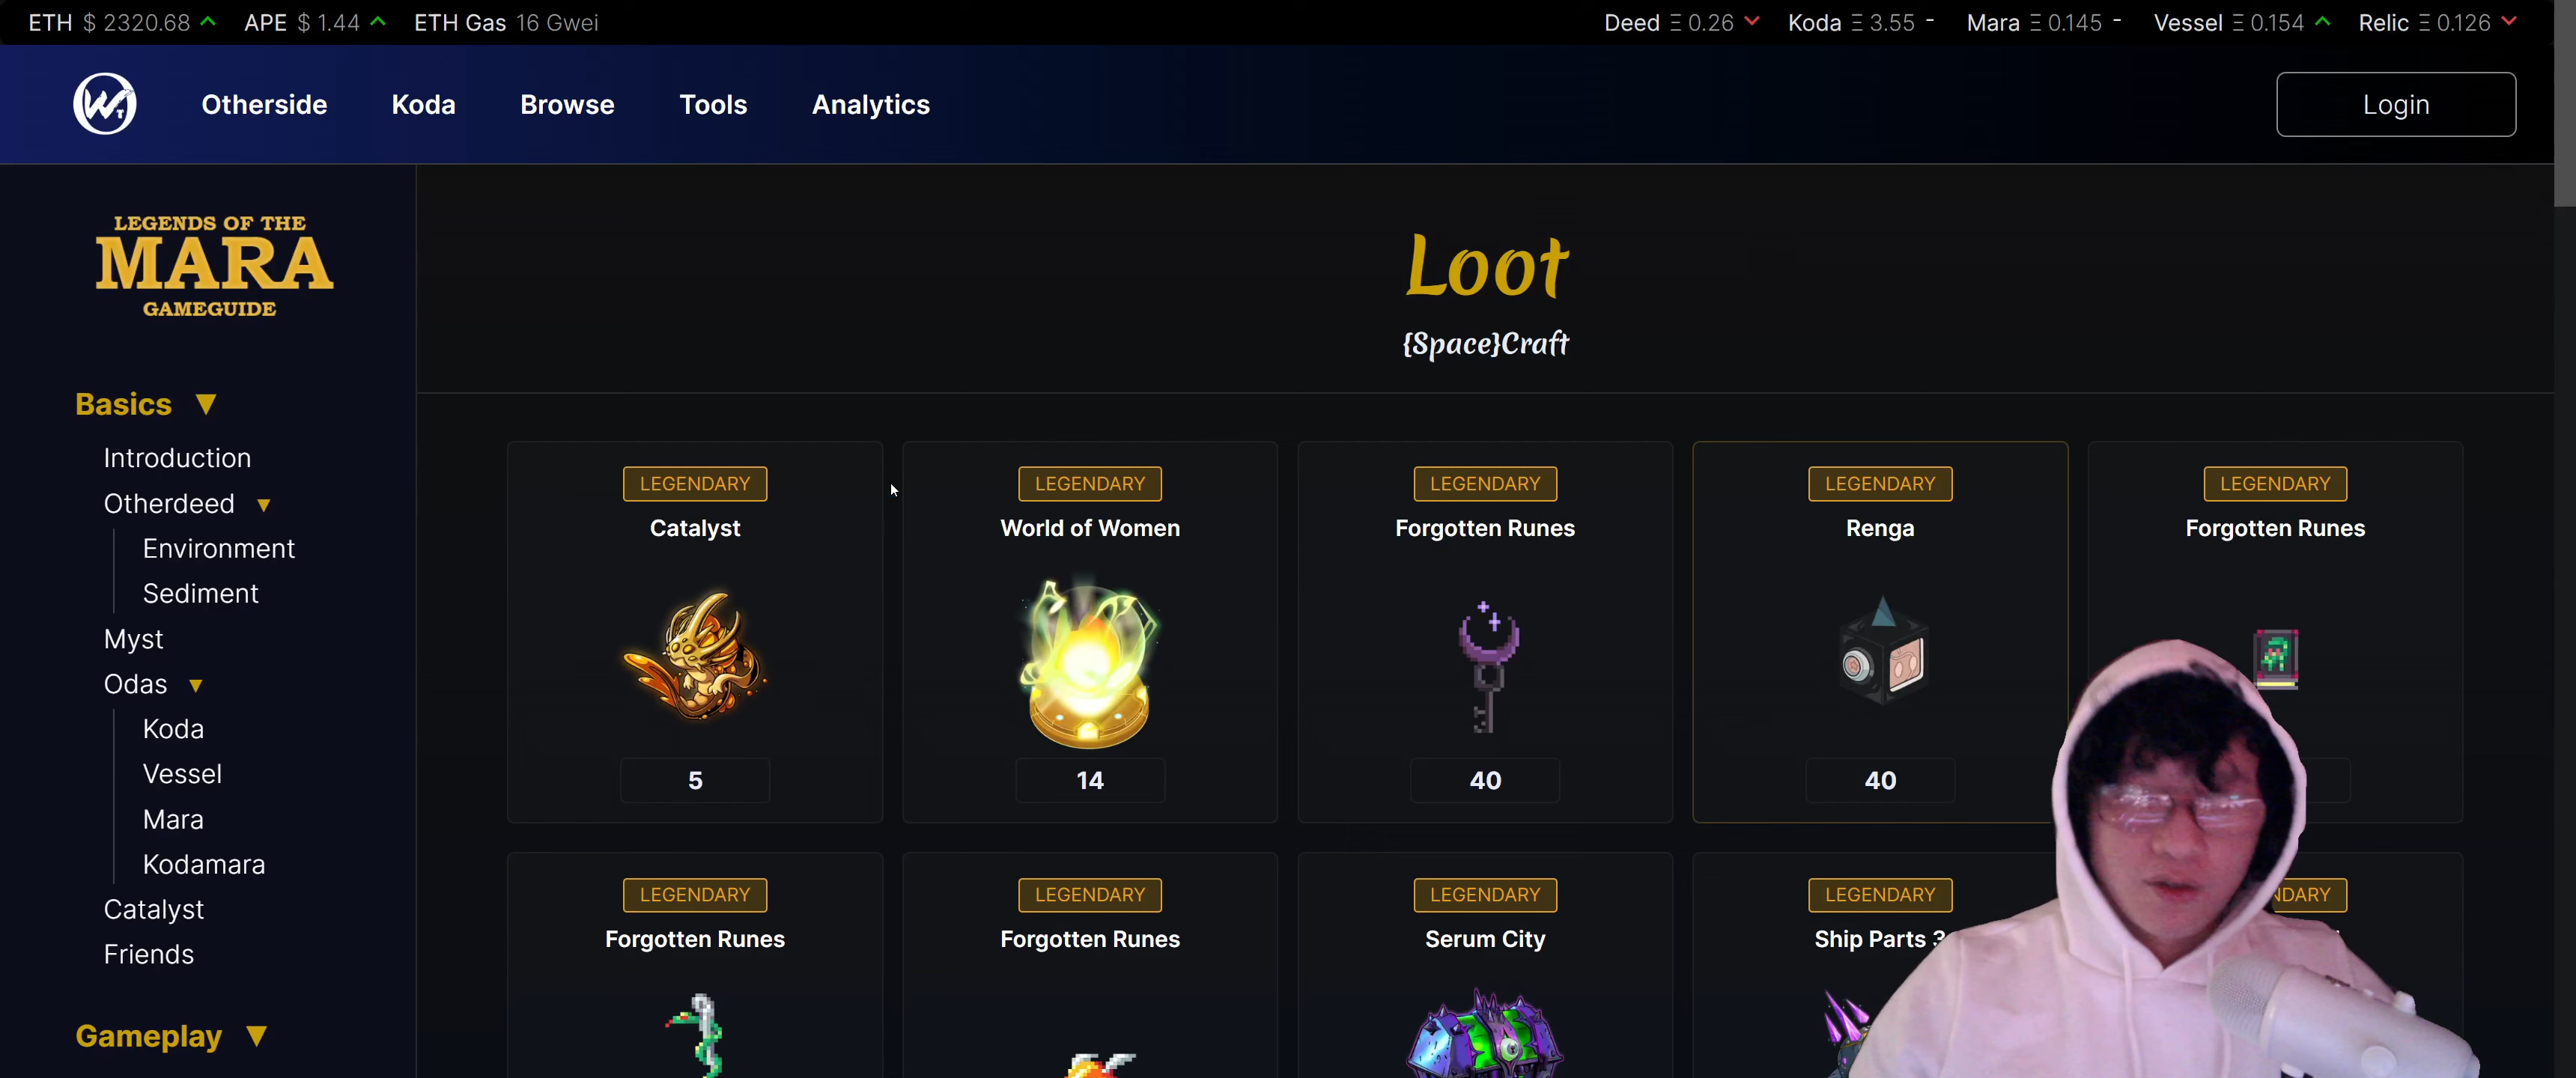 ETH $ 2320.68 APE $ 1.44 ETH Gas 16 Gwei Deed Ξ 0.26 Koda Ξ 3.55 - Mara Ξ 0.145 - Vessel Ξ 0.154 Relic Ξ 0.126
Otherside Koda Browse Tools Analytics Login
LEGENDS OF THE
MARA
GAMEGUIDE
Basics ▼
Introduction
Otherdeed ▼
Environment
Sediment
Myst
Odas ▼
Koda
Vessel
Mara
Kodamara
Catalyst
Friends
Gameplay ▼
Loot
{Space}Craft
LEGENDARY LEGENDARY LEGENDARY LEGENDARY LEGENDARY
Catalyst World of Women Forgotten Runes Renga Forgotten Runes
5 14 40 40
LEGENDARY LEGENDARY LEGENDARY LEGENDARY NDARY
Forgotten Runes Forgotten Runes Serum City Ship Parts 3